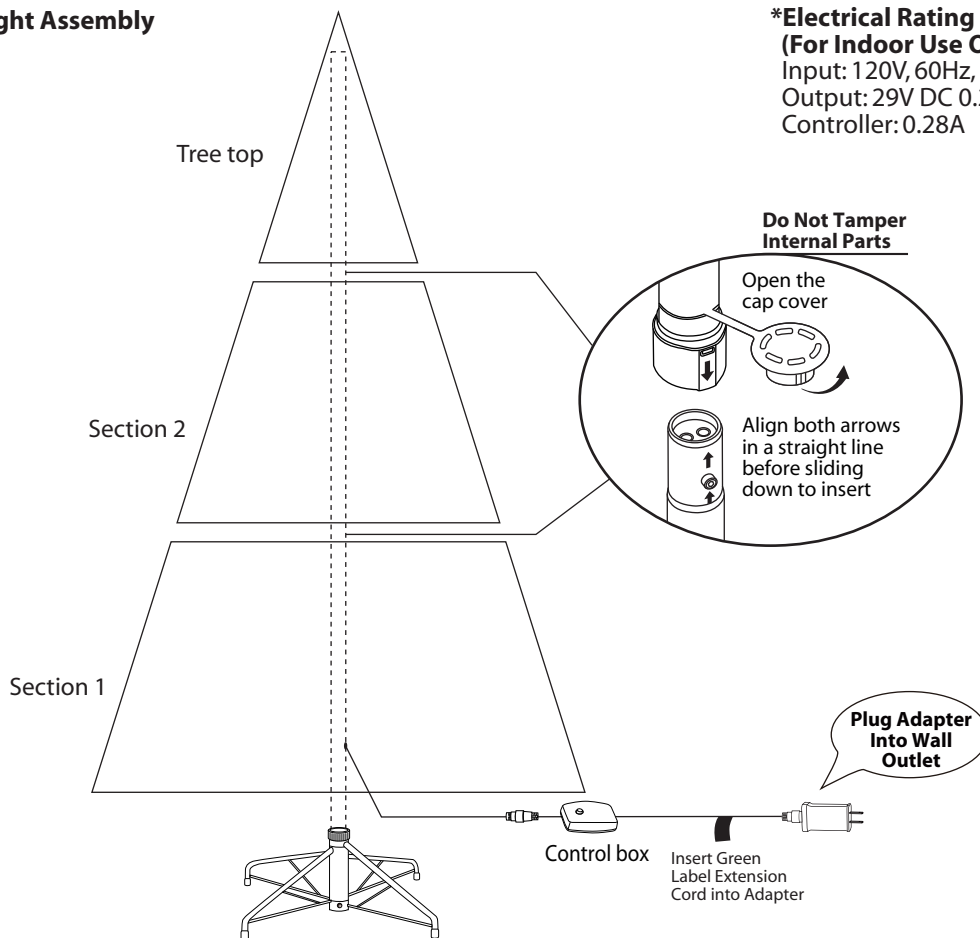 ght Assembly
*Electrical Rating
(For Indoor Use
Input: 120V, 60Hz,
Output: 29V DC
Controller: 0.28A
Tree top
Do Not Tamper
Internal Parts
Open the
cap cover
Section 2
Align both arrows
in a straight line
before sliding
down to insert
Section 1
Plug Adapter
Into Wall
Outlet
Control box
Insert Green
Label Extension
Cord into Adapter